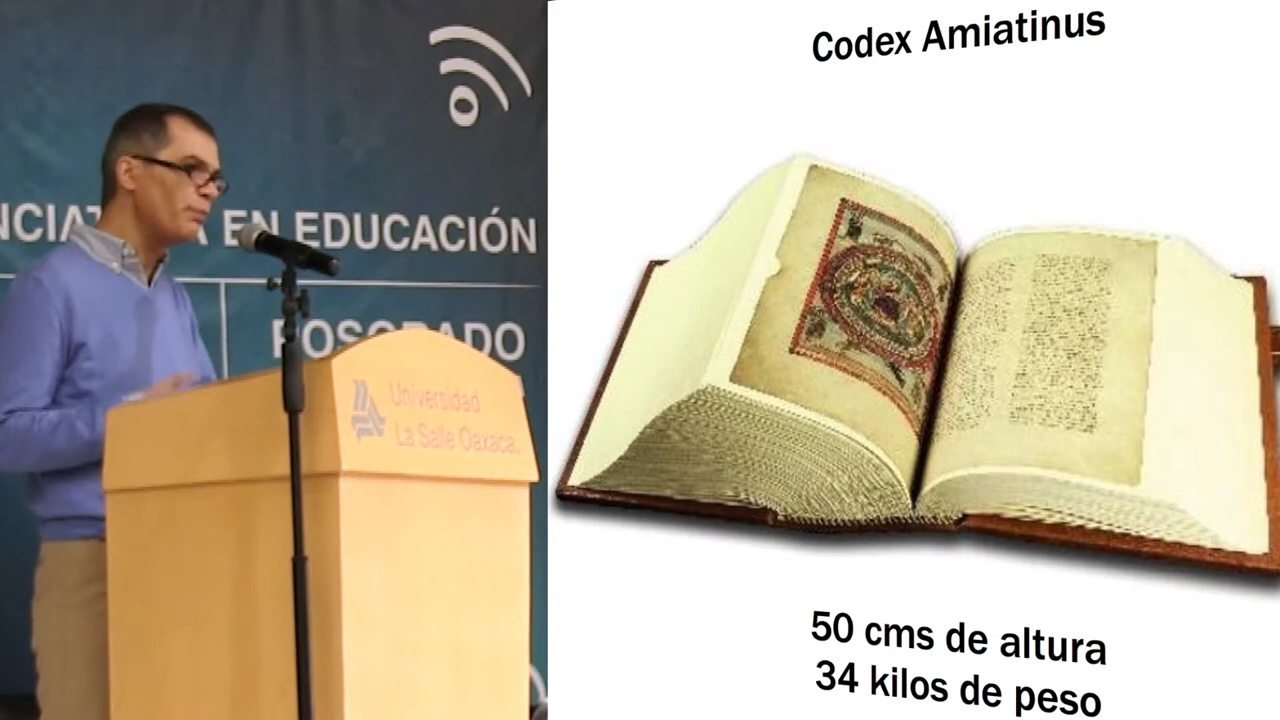 NCIATURA EN EDUCACIÓN
POSGRADO
Universidad
La Salle Oaxaca.
Codex Amiatinus
50 cms de altura
34 kilos de peso